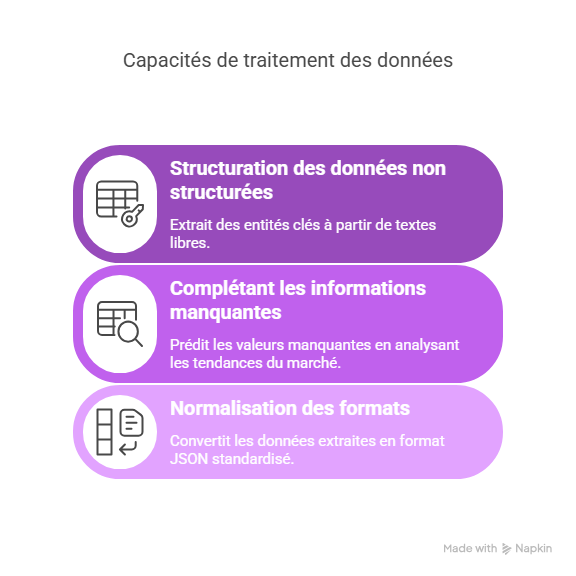 Capacités de traitement des données
Structuration des données non
structurées
Extrait des entités clés à partir de textes
libres.
Complétant les informations
manquantes
Prédit les valeurs manquantes en analysant
les tendances du marché.
Normalisation des formats
Convertit les données extraites en format
JSON standardisé.
Made with Napkin